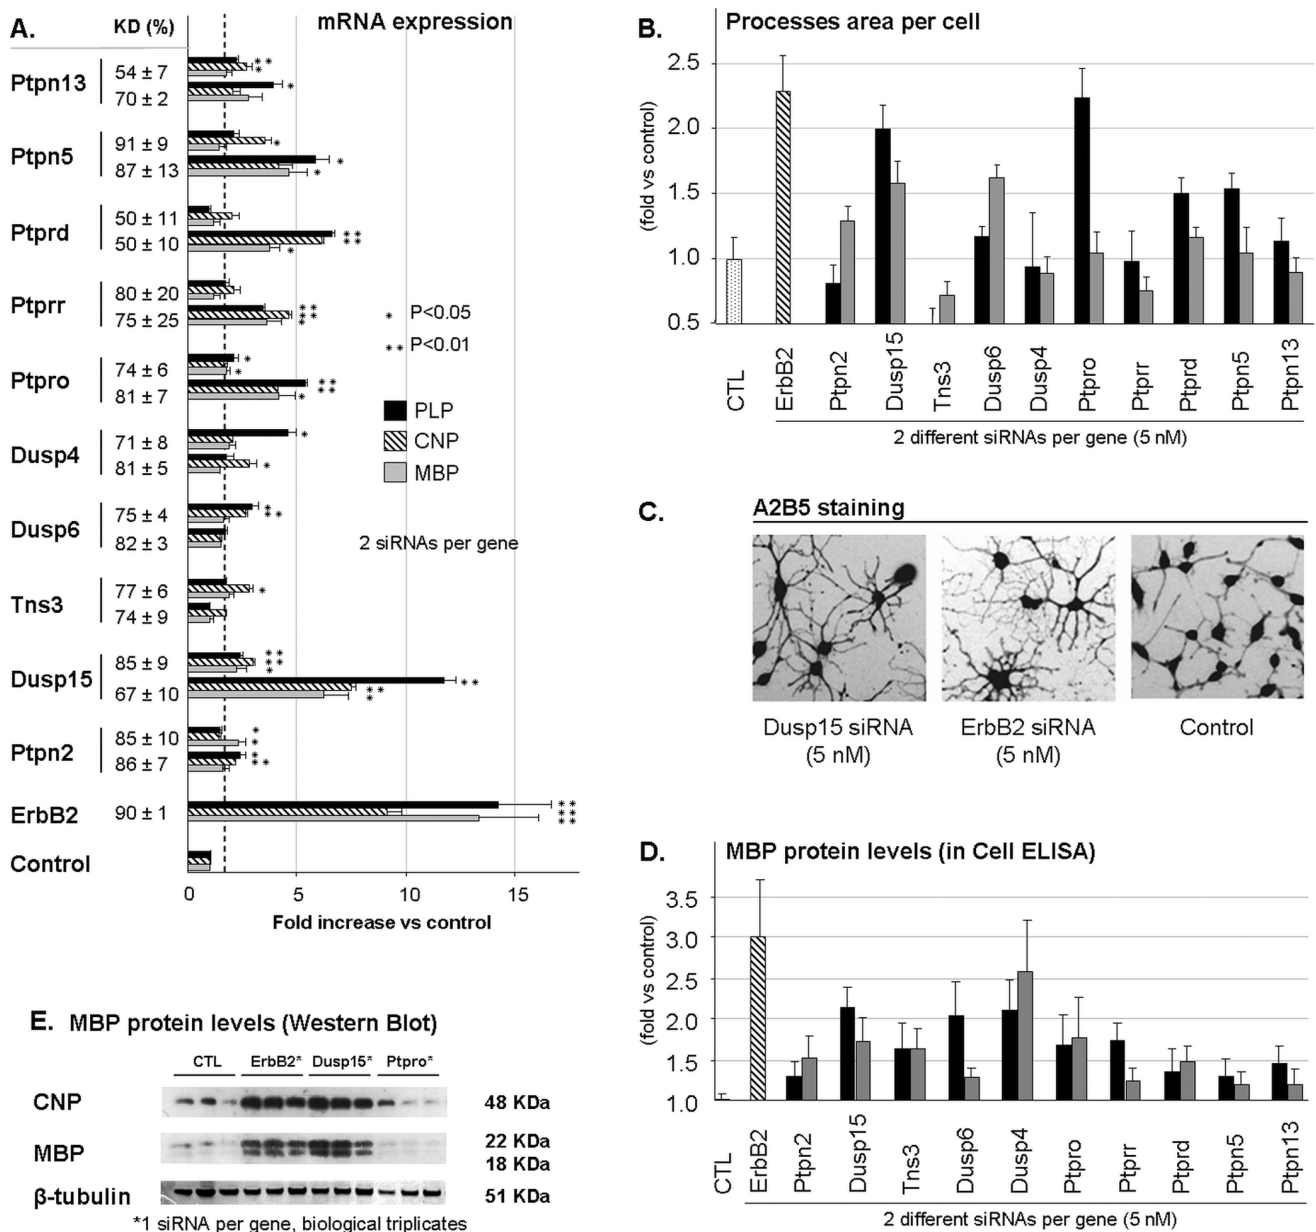 A.
KD (%)
mRNA expression
Ptpn13
54 ± 7
70 ± 2
Ptpn5
91 ± 9
87 ± 13
Ptprd
50 ± 11
50 ± 10
Ptprr
80 ± 20
75 ± 25
Ptpro
74 ± 6
81 ± 7
Dusp4
71 ± 8
81 ± 5
Dusp6
75 ± 4
82 ± 3
Tns3
77 ± 6
74 ± 9
Dusp15
85 ± 9
67 ± 10
Ptpn2
85 ± 10
86 ± 7
ErbB2
90 ± 1
Control
* P<0.05
** P<0.01
PLP
CNP
MBP
2 siRNAs per gene
0 5 10 15
Fold increase vs control
B. Processes area per cell
(fold vs control)
2.5
2.0
1.5
1.0
0.5
CTL ErbB2 Ptpn2 Dusp15 Tns3 Dusp6 Dusp4 Ptpro Ptprr Ptprd Ptpn5 Ptpn13
2 different siRNAs per gene (5 nM)
C. A2B5 staining
Dusp15 siRNA
(5 nM)
ErbB2 siRNA
(5 nM)
Control
D. MBP protein levels (in Cell ELISA)
(fold vs control)
3.5
3.0
2.5
2.0
1.5
1.0
CTL ErbB2 Ptpn2 Dusp15 Tns3 Dusp6 Dusp4 Ptpro Ptprr Ptprd Ptpn5 Ptpn13
2 different siRNAs per gene (5 nM)
E. MBP protein levels (Western Blot)
CTL ErbB2* Dusp15* Ptpro*
CNP 48 KDa
MBP 22 KDa
18 KDa
β-tubulin 51 KDa
*1 siRNA per gene, biological triplicates